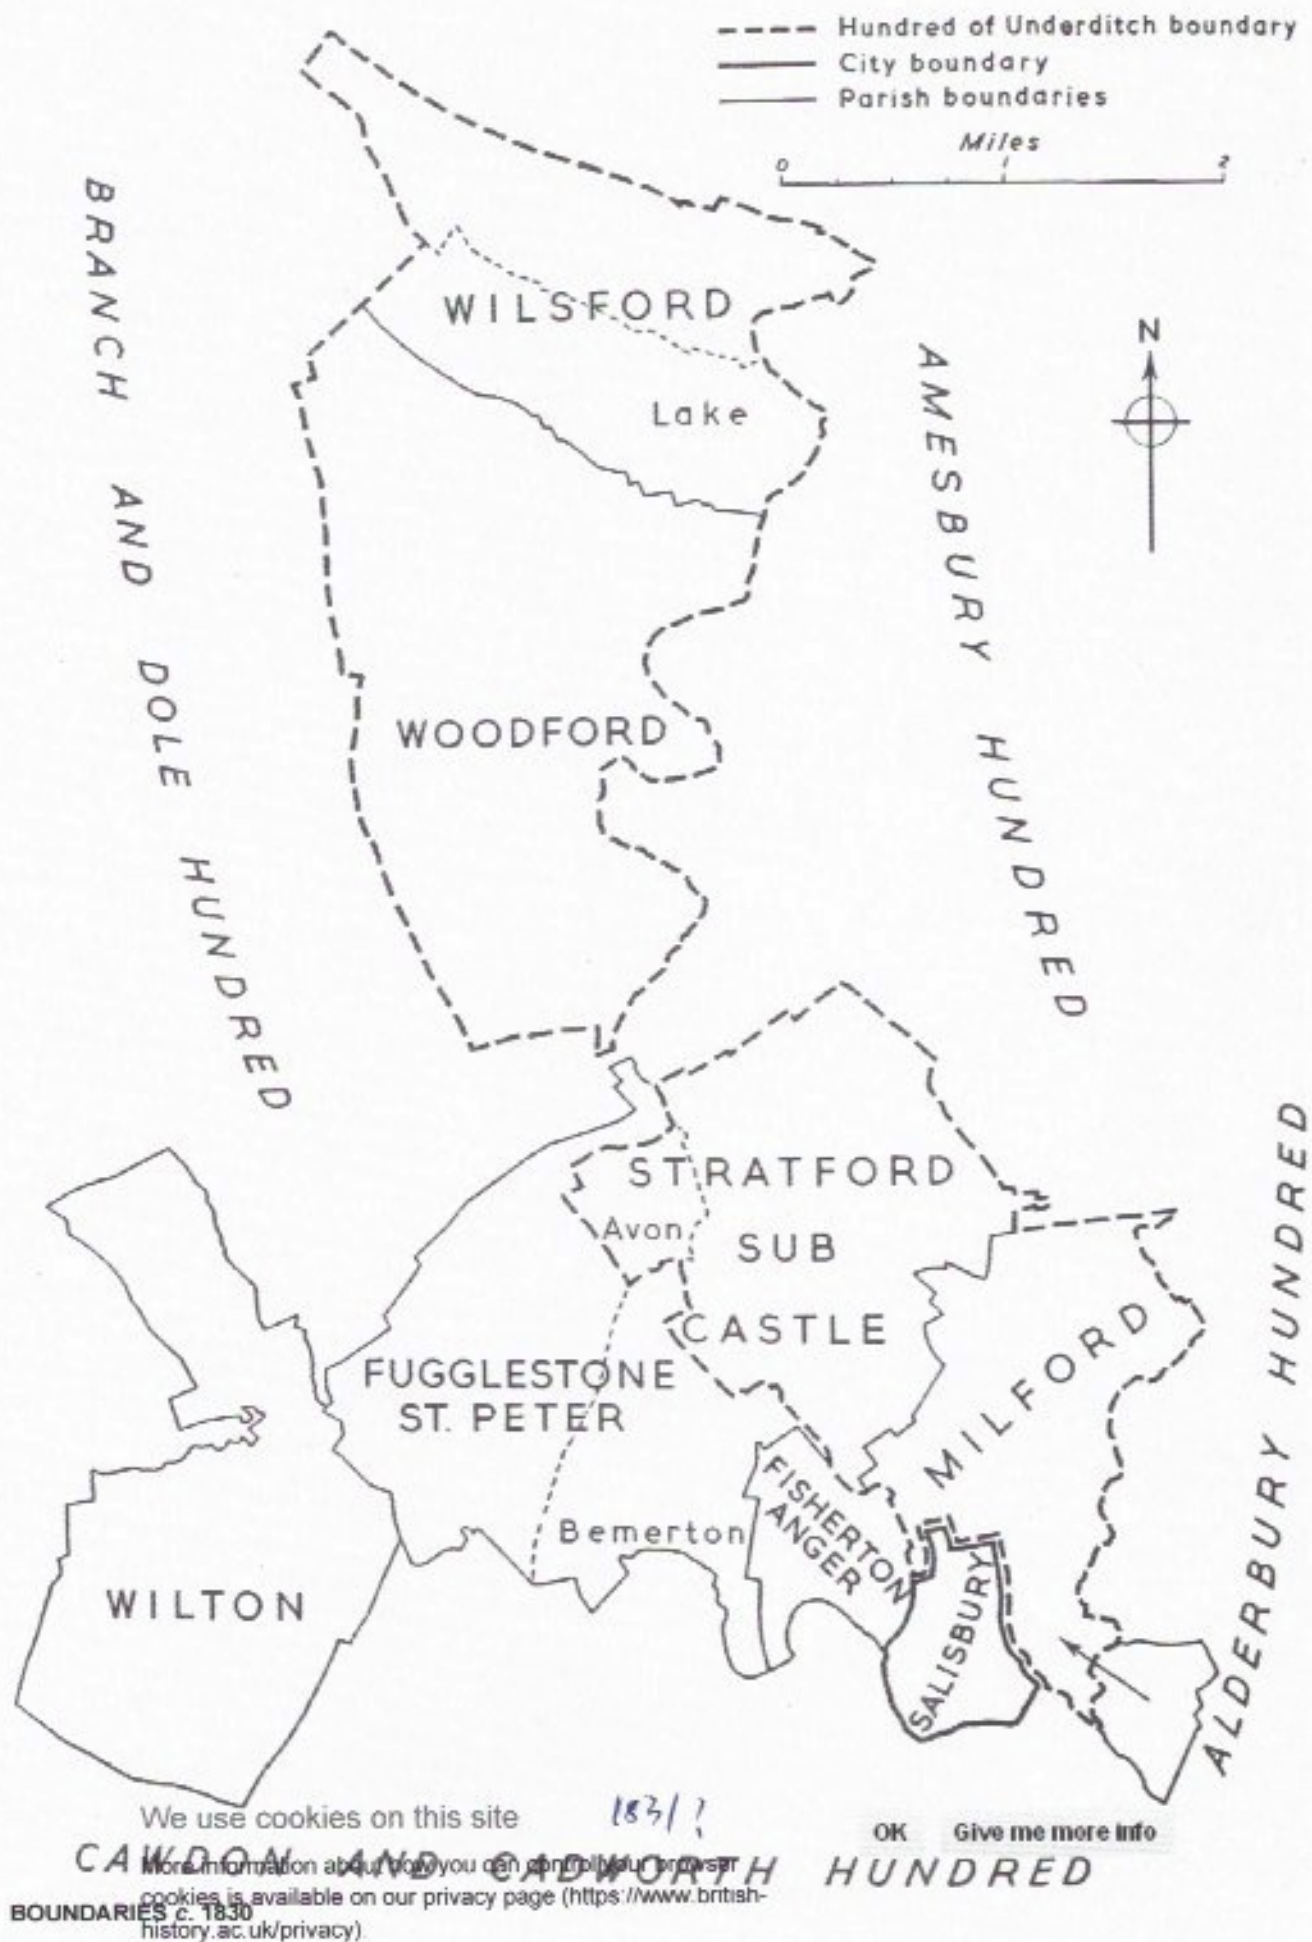 Hundred of Underditch boundary
City boundary
Parish boundaries
Miles
0 1 2
BRANCH AND DOLE HUNDRED
WILSFORD
Lake
N
AMESBURY HUNDRED
WOODFORD
STRATFORD
SUB
CASTLE
Avon
MILFORD
FUGGLESTONE
ST. PETER
Bemerton
FISHERTON
ANGER
SALISBURY
WILTON
ALDERBURY HUNDRED
We use cookies on this site
183/?
OK Give me more info
CAWDON AND CADWORTH HUNDRED
More information about how you can control your browser
cookies is available on our privacy page (https://www.british-
history.ac.uk/privacy)
BOUNDARIES c. 1830